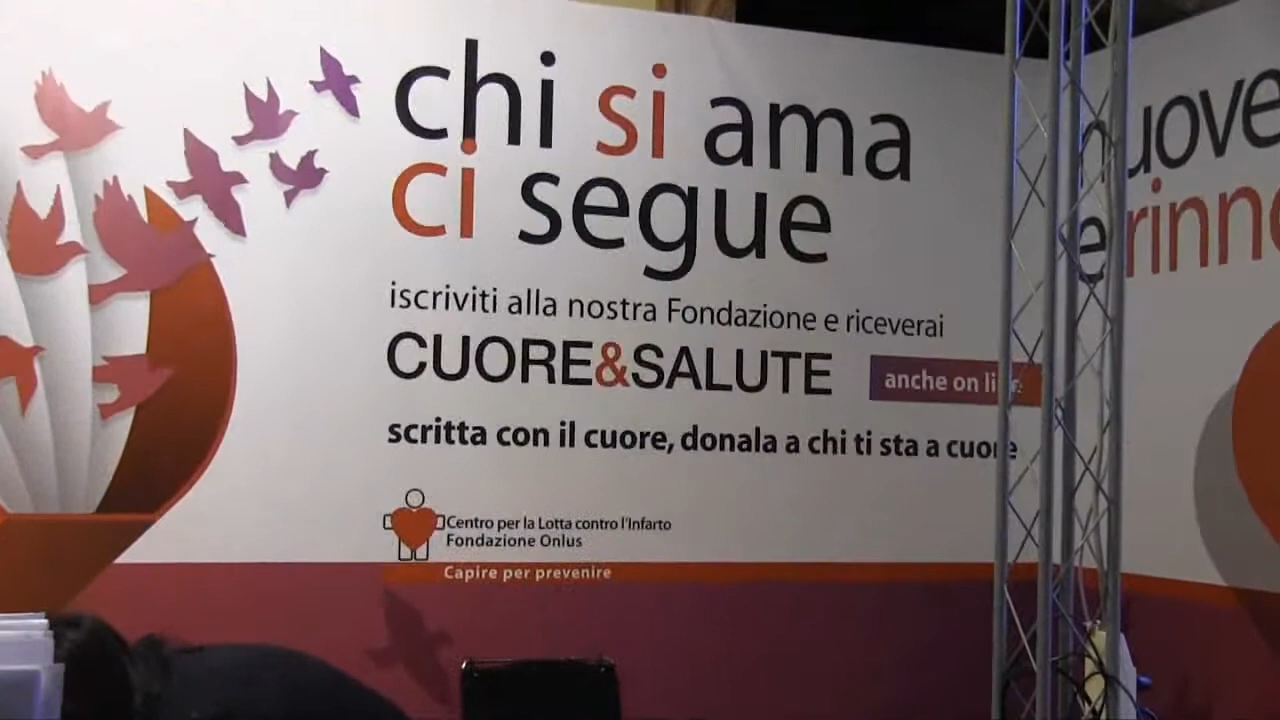 chi si ama
ci segue
iscriviti alla nostra Fondazione e riceverai
CUORE&SALUTE
anche on line
scritta con il cuore, donala a chi ti sta a cuore
Centro per la Lotta contro l'Infarto
Fondazione Onlus
Capire per prevenire
nuove
e